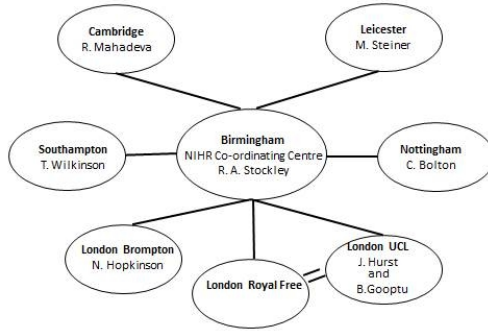 Cambridge
R. Mahadeva
Leicester
M. Steiner
Birmingham
NIHR Co-ordinating Centre
R. A. Stockley
Southampton
T. Wilkinson
Nottingham
C. Bolton
London Brompton
N. Hopkinson
London Royal Free
London UCL
J. Hurst
and
B.Gooptu